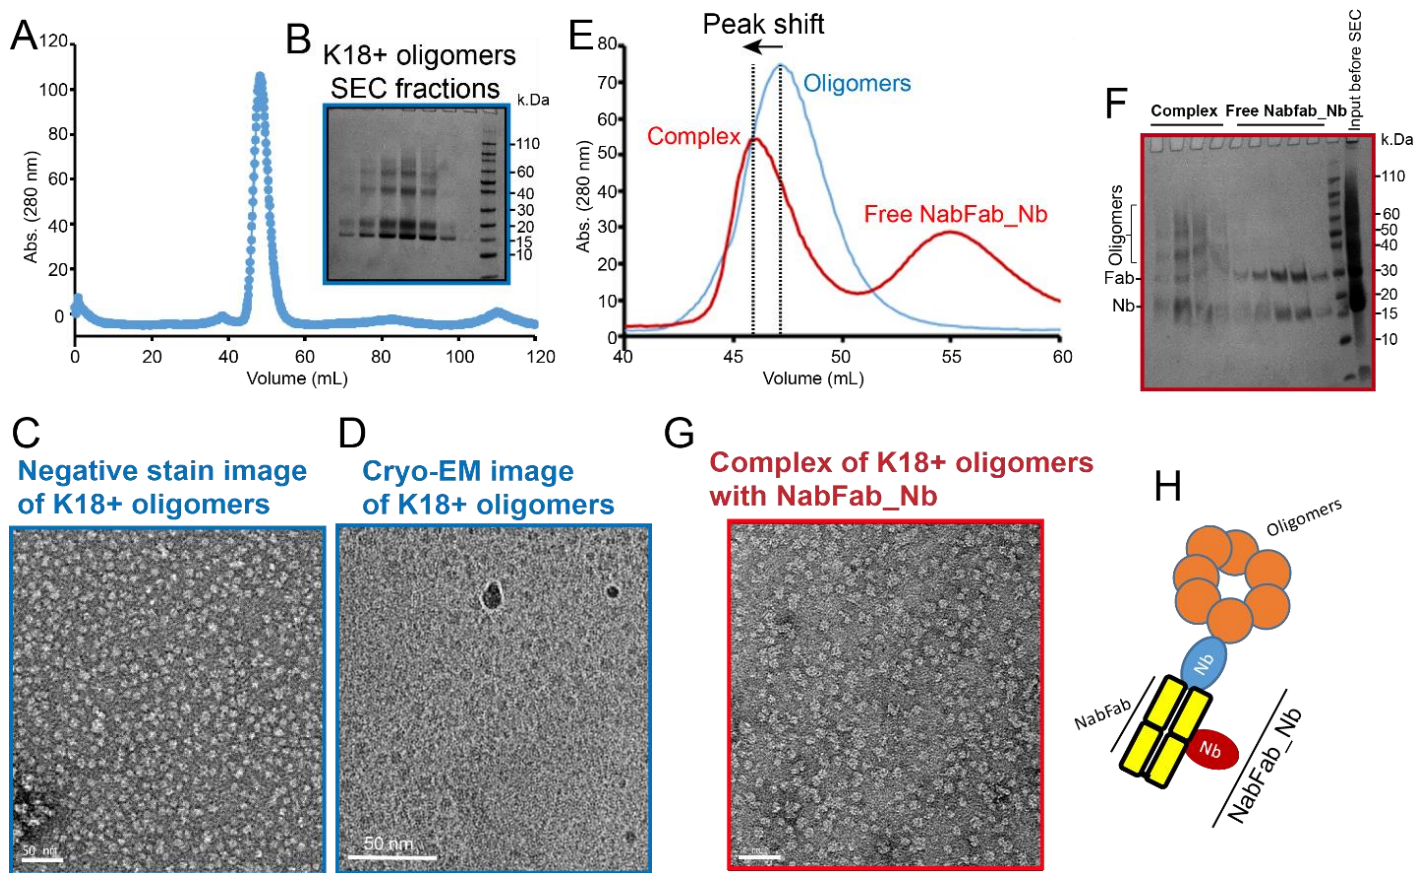 A
120
100
80
60
40
20
0
Abs. (280 nm)
0 20 40 60 80 100 120
Volume (mL)
B
K18+ oligomers
SEC fractions
k.Da
110
60
40
30
20
15
10
E
Peak shift
80
70
60
50
40
30
20
10
0
Abs. (280 nm)
Oligomers
Complex
Free NabFab_Nb
40 45 50 55 60
Volume (mL)
F
Complex Free Nabfab_Nb
Input before SEC
k.Da
110
60
50
40
30
20
15
10
Oligomers
Fab
Nb
C
Negative stain image
of K18+ oligomers
50 nm
D
Cryo-EM image
of K18+ oligomers
50 nm
G
Complex of K18+ oligomers
with NabFab_Nb
H
Oligomers
Nb
NabFab
Nb
NabFab_Nb